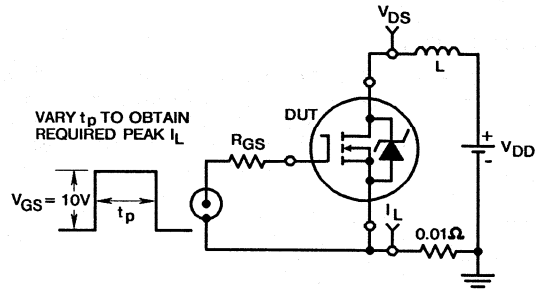 VDS
L
DUT
VARY tp TO OBTAIN
REQUIRED PEAK IL
RGS
+
VDD
-
VGS = 10V
tp
IL
0.01Ω